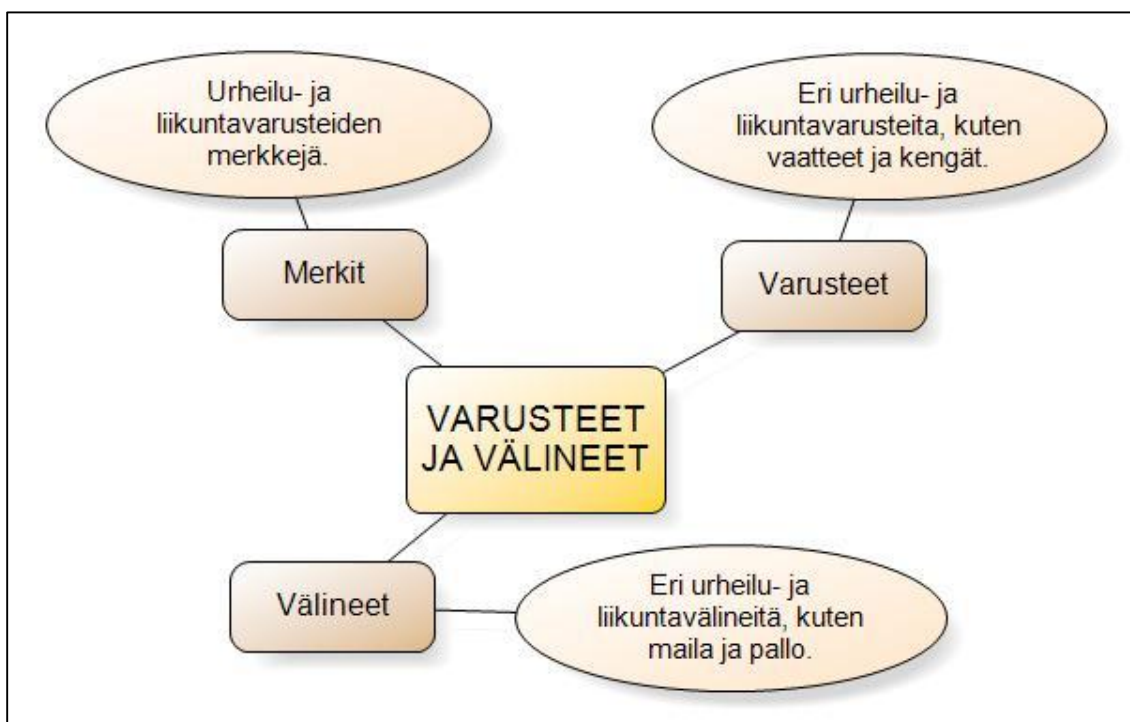 Urheilu- ja
liikuntavarusteiden
merkkejä.
Eri urheilu- ja
liikuntavarusteita, kuten
vaatteet ja kengät.
Merkit
Varusteet
VARUSTEET
JA VÄLINEET
Välineet
Eri urheilu- ja
liikuntavälineitä, kuten
maila ja pallo.